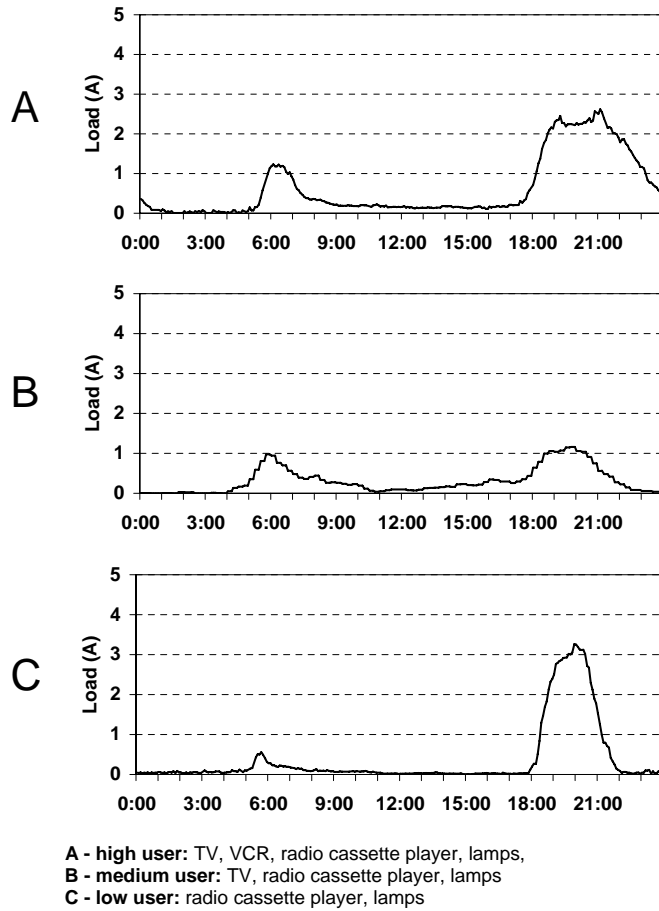 A
Load (A)
5
4
3
2
1
0
0:00 3:00 6:00 9:00 12:00 15:00 18:00 21:00
B
Load (A)
5
4
3
2
1
0
0:00 3:00 6:00 9:00 12:00 15:00 18:00 21:00
C
Load (A)
5
4
3
2
1
0
0:00 3:00 6:00 9:00 12:00 15:00 18:00 21:00
A - high user: TV, VCR, radio cassette player, lamps,
B - medium user: TV, radio cassette player, lamps
C - low user: radio cassette player, lamps